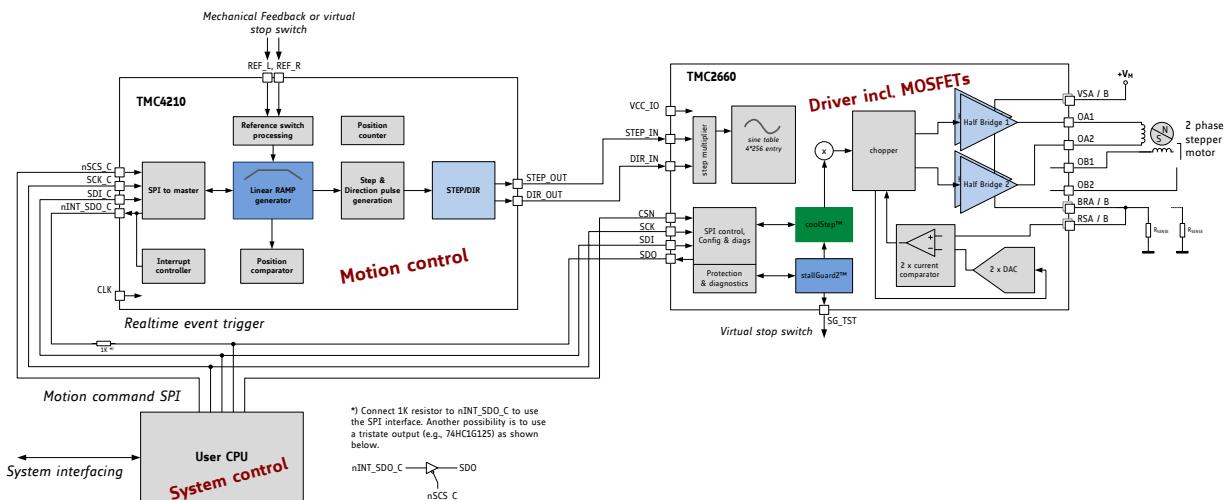 Mechanical Feedback or virtual
stop switch
REF_L, REF_R
TMC4210
Reference switch
processing
Position
counter
nSCS_C
SCK_C
SDI_C
nINT_SDO_C
SPI to master
Linear RAMP
generator
Step &
Direction pulse
generation
STEP/DIR
STEP_OUT
DIR_OUT
Interrupt
controller
Position
comparator
Motion control
CLK
Realtime event trigger
1K *)
Motion command SPI
User CPU
System control
System interfacing
*) Connect 1K resistor to nINT_SDO_C to use
the SPI interface. Another possibility is to use
a tristate output (e.g., 74HC1G125) as shown
below.
nINT_SDO_C
SDO
nSCS_C
TMC2660
Driver incl. MOSFETs
VCC_IO
STEP_IN
DIR_IN
step multiplier
sine table
4*256 entry
x
chopper
Half Bridge 1
Half Bridge 2
+VM
VSA / B
OA1
OA2
OB1
OB2
BRA / B
RSA / B
N
S
2 phase
stepper
motor
RSENSE
RSENSE
CSN
SCK
SDI
SDO
SPI control,
Config & diags
Protection
& diagnostics
coolStep™
stallGuard2™
2 x current
comparator
2 x DAC
SG_TST
Virtual stop switch